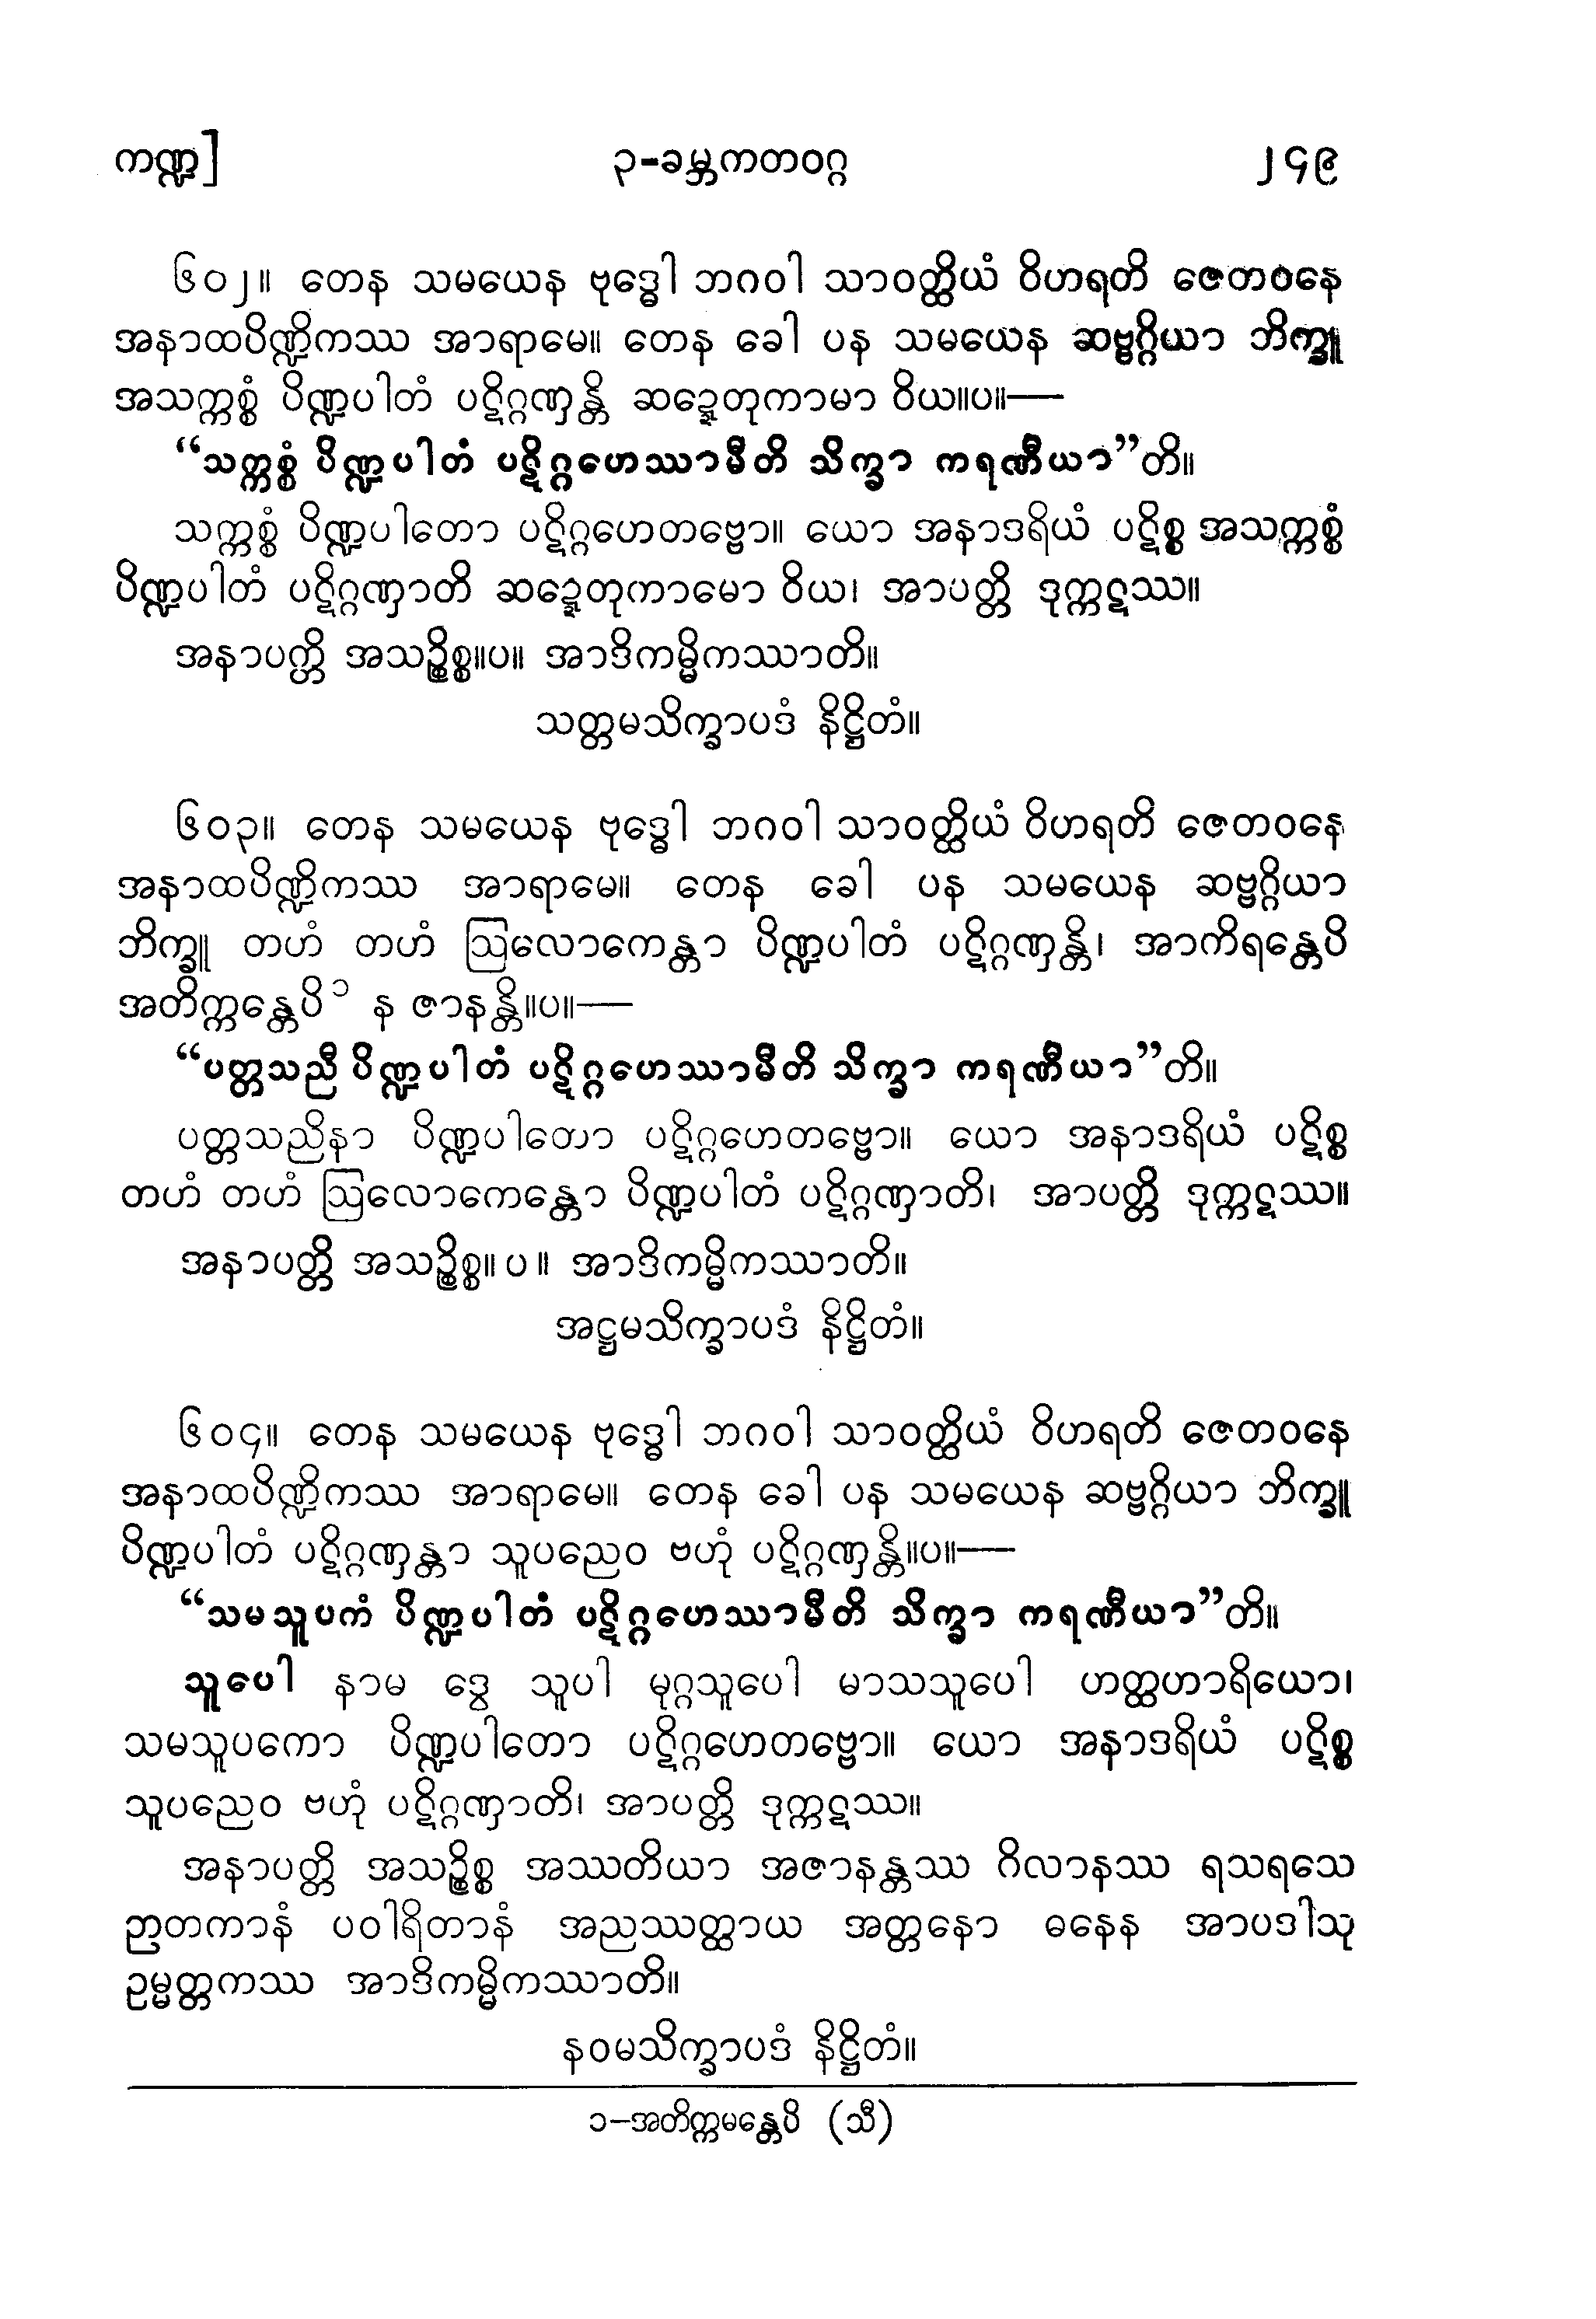 ကဏ္ဍ] ၃-ခမ္ဘကတဝဂ္ဂ ၂၄၉
၆၀၂။ တေန သမယေန ဗုဒ္ဓေါ ဘဂဝါ သာဝတ္ထိယံ ဝိဟရတိ ဇေတဝနေ
အနာထပိဏ္ဍိကဿ အာရာမေ။ တေန ခေါ ပန သမယေန ဆဗ္ဗဂ္ဂိယာ ဘိက္ခူ
အသက္ကစ္စံ ပိဏ္ဍပါတံ ပဋိဂ္ဂဏှန္တိ ဆဍ္ဍေတုကာမာ ဝိယ။ပ။—
“သက္ကစ္စံ ပိဏ္ဍပါတံ ပဋိဂ္ဂဟေဿာမီတိ သိက္ခာ ကရဏီယာ”တိ။
သက္ကစ္စံ ပိဏ္ဍပါတော ပဋိဂ္ဂဟေတဗ္ဗော။ ယော အနာဒရိယံ ပဋိစ္စ အသက္ကစ္စံ
ပိဏ္ဍပါတံ ပဋိဂ္ဂဏှာတိ ဆဍ္ဍေတုကာမော ဝိယ၊ အာပတ္တိ ဒုက္ကဋဿ။
အနာပတ္တိ အသဉ္စိစ္စ။ပ။ အာဒိကမ္မိကဿာတိ။
သတ္တမသိက္ခာပဒံ နိဋ္ဌိတံ။
၆၀၃။ တေန သမယေန ဗုဒ္ဓေါ ဘဂဝါ သာဝတ္ထိယံ ဝိဟရတိ ဇေတဝနေ
အနာထပိဏ္ဍိကဿ အာရာမေ။ တေန ခေါ ပန သမယေန ဆဗ္ဗဂ္ဂိယာ
ဘိက္ခူ တဟံ တဟံ ဩလောကေန္တာ ပိဏ္ဍပါတံ ပဋိဂ္ဂဏှန္တိ၊ အာကိရန္တေပိ
အတိက္ကန္တေပိ ၁ န ဇာနန္တိ။ပ။—
“ပတ္တသညီ ပိဏ္ဍပါတံ ပဋိဂ္ဂဟေဿာမီတိ သိက္ခာ ကရဏီယာ”တိ။
ပတ္တသညိနာ ပိဏ္ဍပါတော ပဋိဂ္ဂဟေတဗ္ဗော။ ယော အနာဒရိယံ ပဋိစ္စ
တဟံ တဟံ ဩလောကေန္တော ပိဏ္ဍပါတံ ပဋိဂ္ဂဏှာတိ၊ အာပတ္တိ ဒုက္ကဋဿ။
အနာပတ္တိ အသဉ္စိစ္စ။ ပ ။ အာဒိကမ္မိကဿာတိ။
အဋ္ဌမသိက္ခာပဒံ နိဋ္ဌိတံ။
၆၀၄။ တေန သမယေန ဗုဒ္ဓေါ ဘဂဝါ သာဝတ္ထိယံ ဝိဟရတိ ဇေတဝနေ
အနာထပိဏ္ဍိကဿ အာရာမေ။ တေန ခေါ ပန သမယေန ဆဗ္ဗဂ္ဂိယာ ဘိက္ခူ
ပိဏ္ဍပါတံ ပဋိဂ္ဂဏှန္တာ သူပညေဝ ဗဟုံ ပဋိဂ္ဂဏှန္တိ။ပ။—
“သမသူပကံ ပိဏ္ဍပါတံ ပဋိဂ္ဂဟေဿာမီတိ သိက္ခာ ကရဏီယာ”တိ။
သူပေါ နာမ ဒွေ သူပါ မုဂ္ဂသူပေါ မာသသူပေါ ဟတ္ထဟာရိယော၊
သမသူပကော ပိဏ္ဍပါတော ပဋိဂ္ဂဟေတဗ္ဗော။ ယော အနာဒရိယံ ပဋိစ္စ
သူပညေဝ ဗဟုံ ပဋိဂ္ဂဏှာတိ၊ အာပတ္တိ ဒုက္ကဋဿ။
အနာပတ္တိ အသဉ္စိစ္စ အဿတိယာ အဇာနန္တဿ ဂိလာနဿ ရသရသေ
ဉာတကာနံ ပဝါရိတာနံ အညဿတ္ထာယ အတ္တနော ဓနေန အာပဒါသု
ဥမ္မတ္တကဿ အာဒိကမ္မိကဿာတိ။
နဝမသိက္ခာပဒံ နိဋ္ဌိတံ။
၁-အတိက္ကမန္တေပိ (သီ)